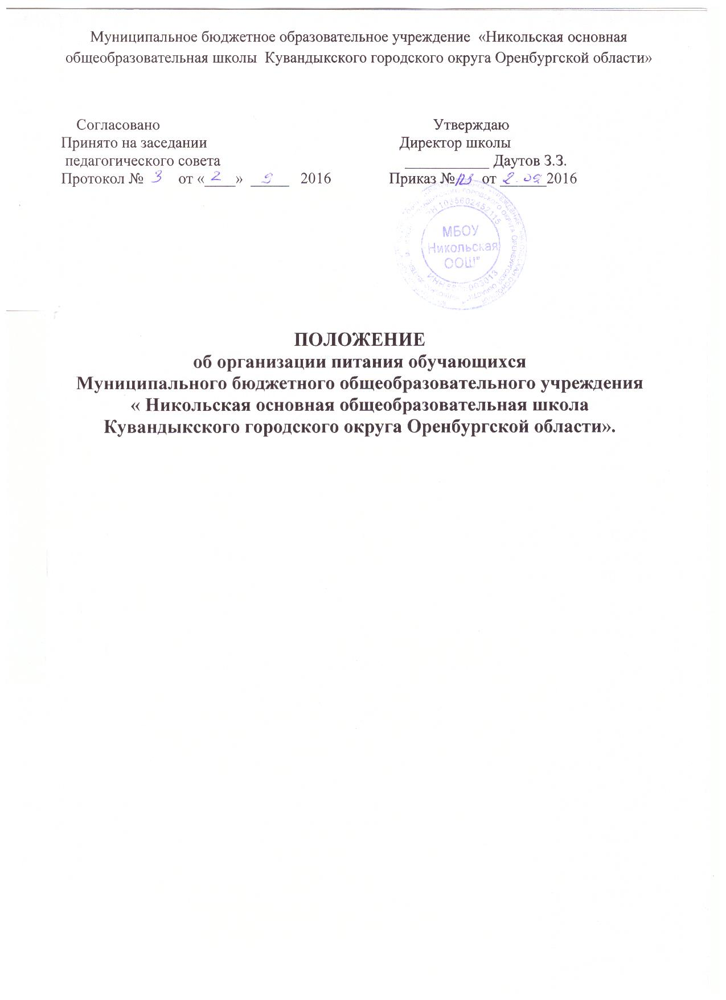 Муниципальное бюджетное образовательное учреждение «Никольская основная
общеобразовательная школы Кувандыкского городского округа Оренбургской области»
Согласовано
Принято на заседании
педагогического совета
Протокол № 3 от «2» 9 2016
Утверждаю
Директор школы
___________ Даутов З.З.
Приказ № от 2.09 2016
1035602452115
МБОУ
Никольская
ООШ"
ИНН
ПОЛОЖЕНИЕ
об организации питания обучающихся
Муниципального бюджетного общеобразовательного учреждения
« Никольская основная общеобразовательная школа
Кувандыкского городского округа Оренбургской области».